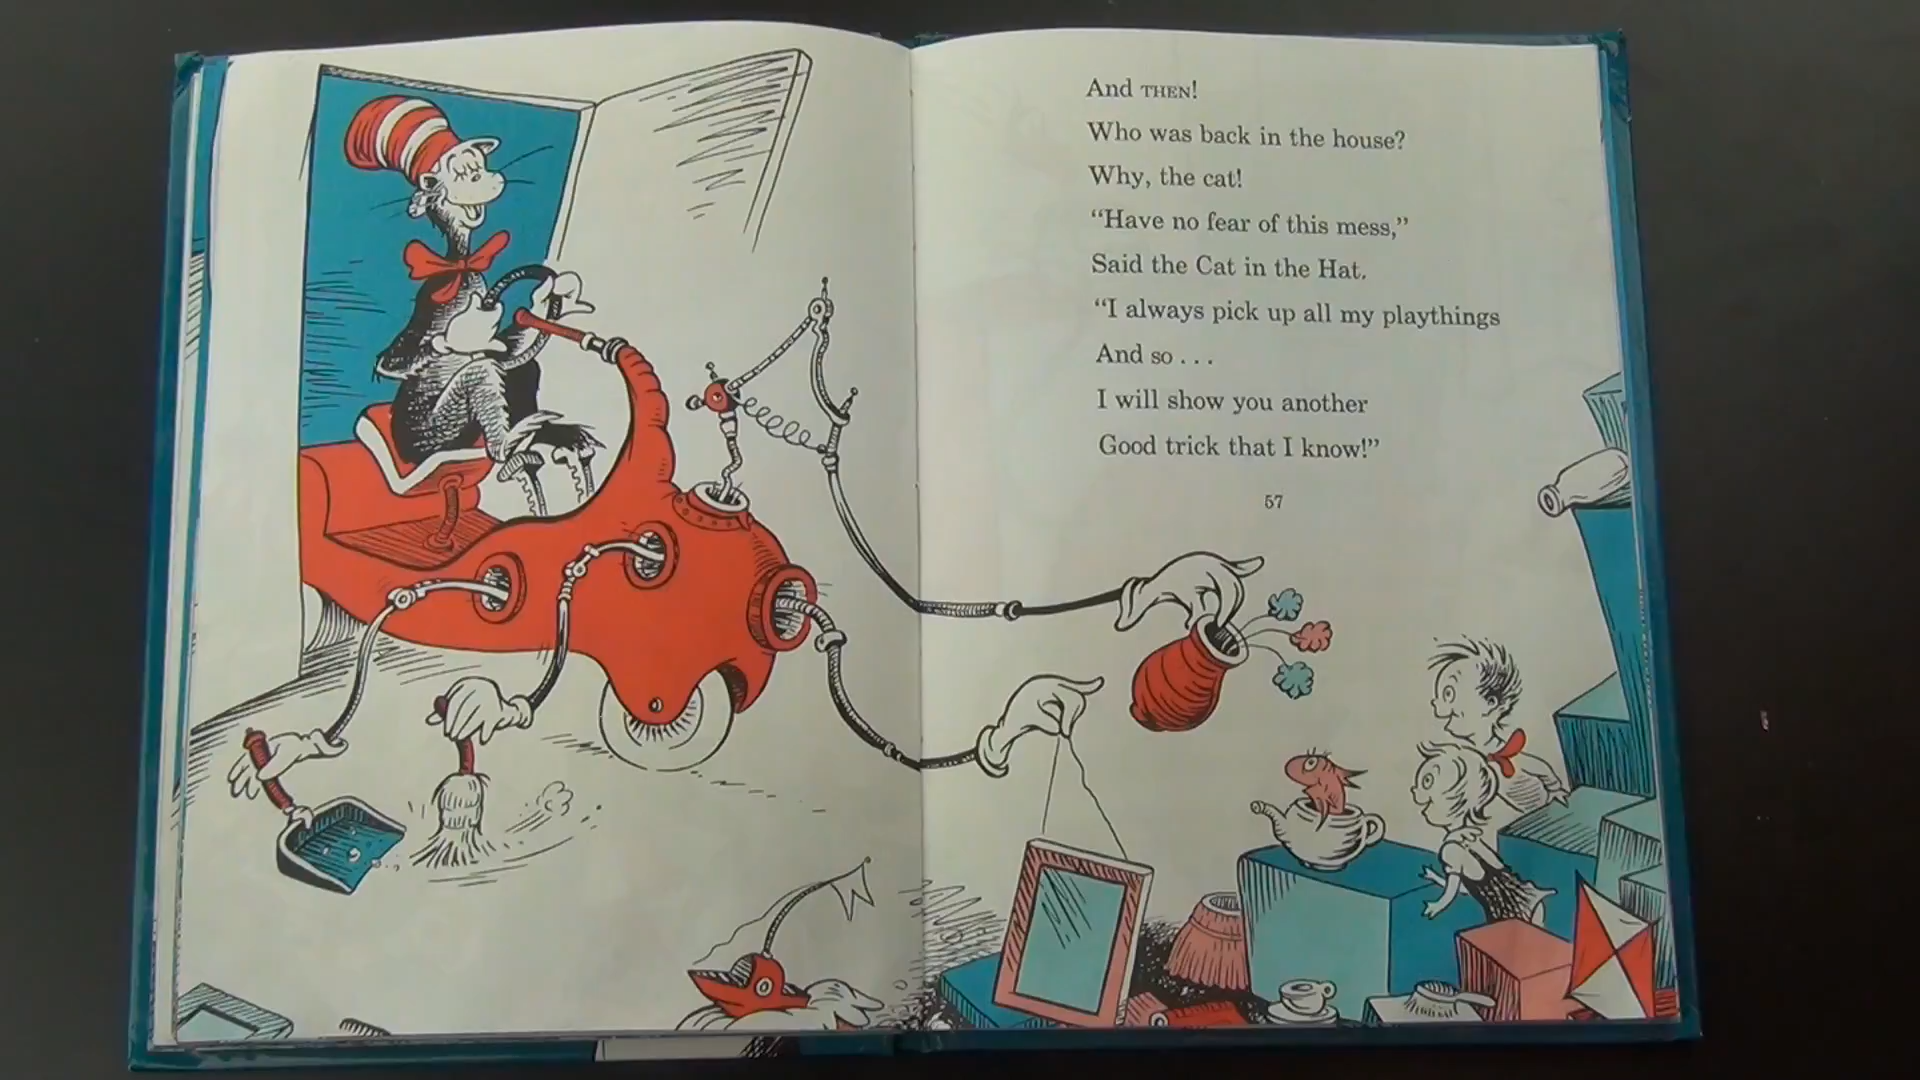 And THEN!
Who was back in the house?
Why, the cat!
“Have no fear of this mess,”
Said the Cat in the Hat.
“I always pick up all my playthings
And so . . .
I will show you another
Good trick that I know!”
57